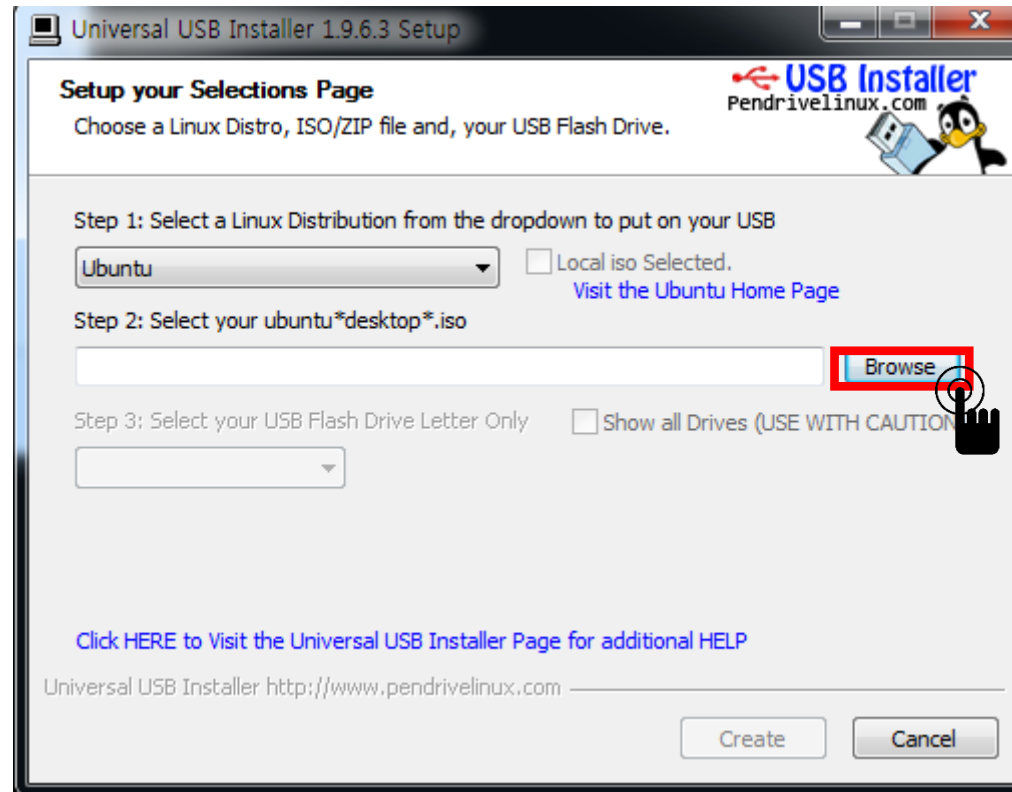 Universal USB Installer 1.9.6.3 Setup
Setup your Selections Page
Choose a Linux Distro, ISO/ZIP file and, your USB Flash Drive.
USB Installer
Pendrivelinux.com
Step 1: Select a Linux Distribution from the dropdown to put on your USB
Ubuntu
Local iso Selected.
Visit the Ubuntu Home Page
Step 2: Select your ubuntu*desktop*.iso
Browse
Step 3: Select your USB Flash Drive Letter Only
Show all Drives (USE WITH CAUTION
Click HERE to Visit the Universal USB Installer Page for additional HELP
Universal USB Installer http://www.pendrivelinux.com
Create
Cancel